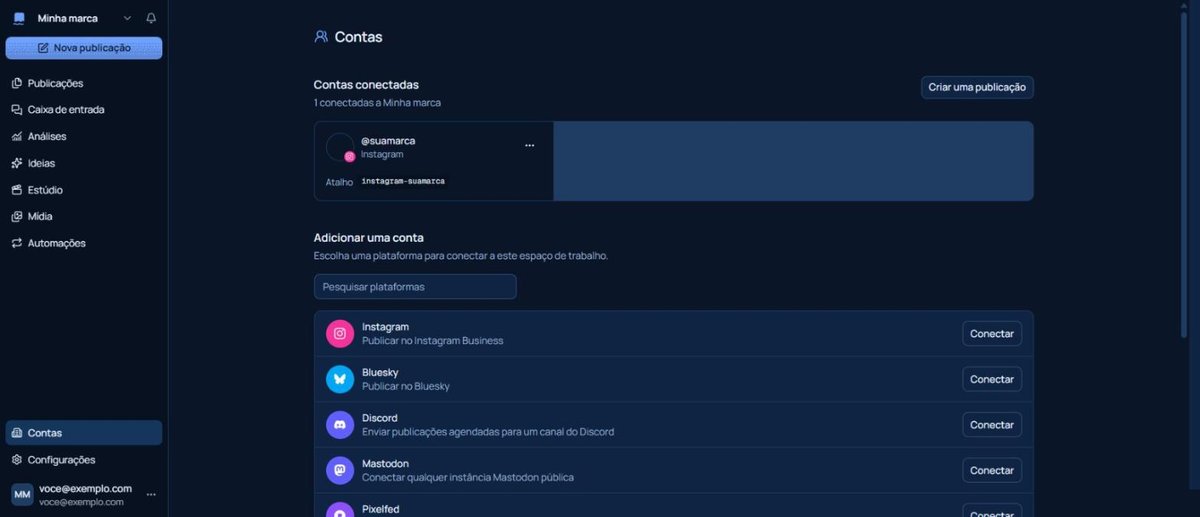 Minha marca
Nova publicação
Publicações
Caixa de entrada
Análises
Ideias
Estúdio
Mídia
Automações
Contas
Configurações
MM
voce@exemplo.com
voce@exemplo.com
Contas
Contas conectadas
1 conectadas a Minha marca
Criar uma publicação
@suamarca
Instagram
Atalho instagram-suamarca
Adicionar uma conta
Escolha uma plataforma para conectar a este espaço de trabalho.
Pesquisar plataformas
Instagram
Publicar no Instagram Business
Conectar
Bluesky
Publicar no Bluesky
Conectar
Discord
Enviar publicações agendadas para um canal do Discord
Conectar
Mastodon
Conectar qualquer instância Mastodon pública
Conectar
Pixelfed
Conectar